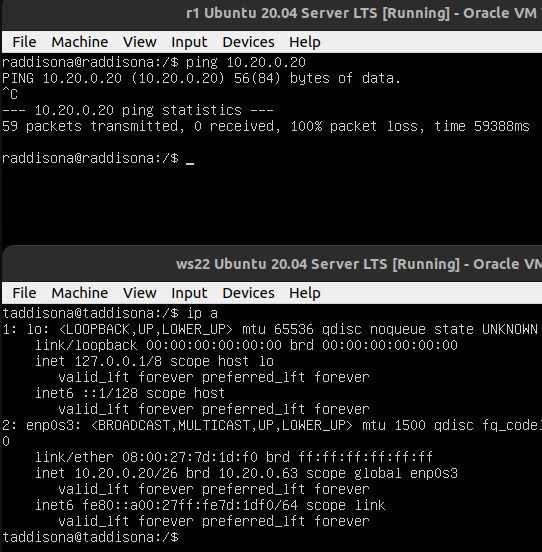 r1 Ubuntu 20.04 Server LTS [Running] - Oracle VM
File Machine View Input Devices Help
raddisona@raddisona:/$ ping 10.20.0.20
PING 10.20.0.20 (10.20.0.20) 56(84) bytes of data.
^C
--- 10.20.0.20 ping statistics ---
59 packets transmitted, 0 received, 100% packet loss, time 59388ms
raddisona@raddisona:/$ _
ws22 Ubuntu 20.04 Server LTS [Running] - Oracle VM
File Machine View Input Devices Help
taddisona@taddisona:/$ ip a
1: lo: <LOOPBACK,UP,LOWER_UP> mtu 65536 qdisc noqueue state UNKNOWN
link/loopback 00:00:00:00:00:00 brd 00:00:00:00:00:00
inet 127.0.0.1/8 scope host lo
valid_lft forever preferred_lft forever
inet6 ::1/128 scope host
valid_lft forever preferred_lft forever
2: enp0s3: <BROADCAST,MULTICAST,UP,LOWER_UP> mtu 1500 qdisc fq_codel
0
link/ether 08:00:27:7d:1d:f0 brd ff:ff:ff:ff:ff:ff
inet 10.20.0.20/26 brd 10.20.0.63 scope global enp0s3
valid_lft forever preferred_lft forever
inet6 fe80::a00:27ff:fe7d:1df0/64 scope link
valid_lft forever preferred_lft forever
taddisona@taddisona:/$